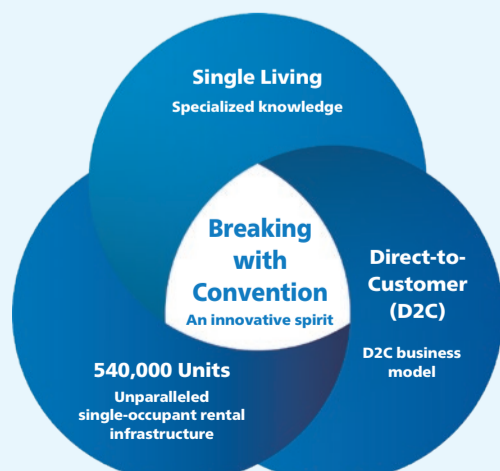 Single Living
Specialized knowledge
Breaking
with
Convention
An innovative spirit
Direct-to-
Customer
(D2C)
D2C business
model
540,000 Units
Unparalleled
single-occupant rental
infrastructure